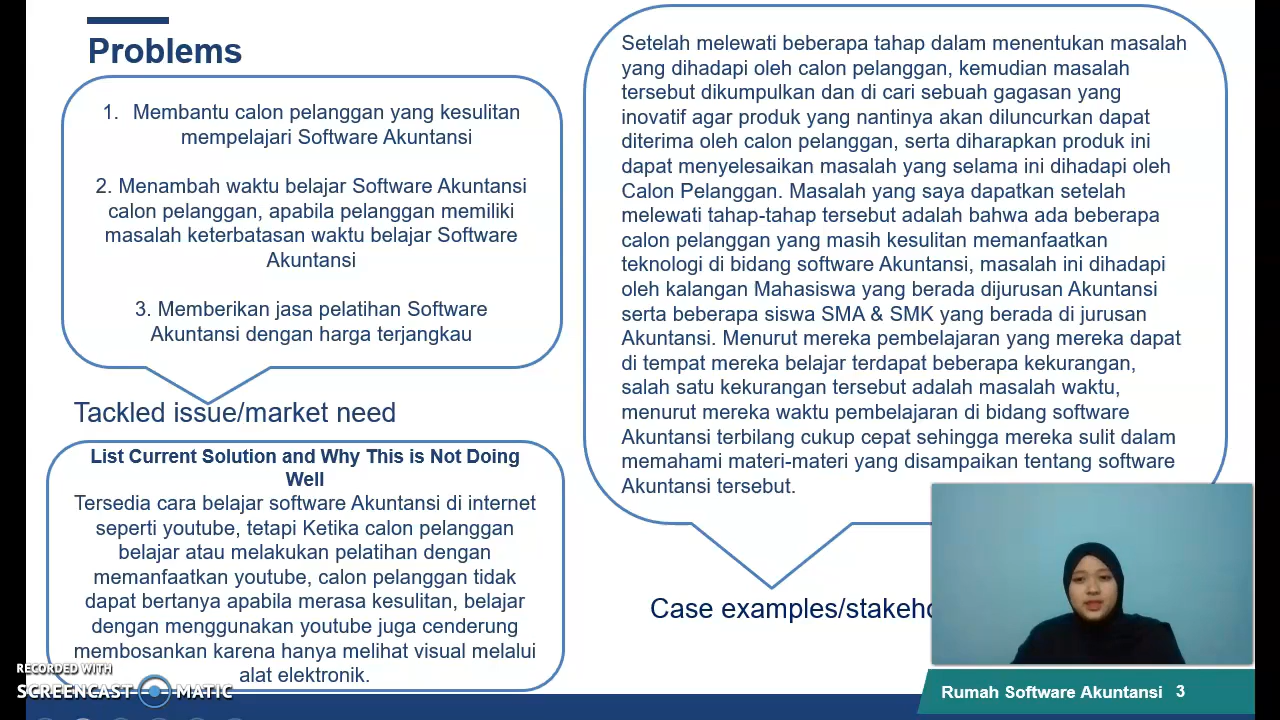 Problems
1. Membantu calon pelanggan yang kesulitan
mempelajari Software Akuntansi
2. Menambah waktu belajar Software Akuntansi
calon pelanggan, apabila pelanggan memiliki
masalah keterbatasan waktu belajar Software
Akuntansi
3. Memberikan jasa pelatihan Software
Akuntansi dengan harga terjangkau
Tackled issue/market need
List Current Solution and Why This is Not Doing
Well
Tersedia cara belajar software Akuntansi di internet
seperti youtube, tetapi Ketika calon pelanggan
belajar atau melakukan pelatihan dengan
memanfaatkan youtube, calon pelanggan tidak
dapat bertanya apabila merasa kesulitan, belajar
dengan menggunakan youtube juga cenderung
membosankan karena hanya melihat visual melalui
alat elektronik.
Setelah melewati beberapa tahap dalam menentukan masalah
yang dihadapi oleh calon pelanggan, kemudian masalah
tersebut dikumpulkan dan di cari sebuah gagasan yang
inovatif agar produk yang nantinya akan diluncurkan dapat
diterima oleh calon pelanggan, serta diharapkan produk ini
dapat menyelesaikan masalah yang selama ini dihadapi oleh
Calon Pelanggan. Masalah yang saya dapatkan setelah
melewati tahap-tahap tersebut adalah bahwa ada beberapa
calon pelanggan yang masih kesulitan memanfaatkan
teknologi di bidang software Akuntansi, masalah ini dihadapi
oleh kalangan Mahasiswa yang berada dijurusan Akuntansi
serta beberapa siswa SMA & SMK yang berada di jurusan
Akuntansi. Menurut mereka pembelajaran yang mereka dapat
di tempat mereka belajar terdapat beberapa kekurangan,
salah satu kekurangan tersebut adalah masalah waktu,
menurut mereka waktu pembelajaran di bidang software
Akuntansi terbilang cukup cepat sehingga mereka sulit dalam
memahami materi-materi yang disampaikan tentang software
Akuntansi tersebut.
Case examples/stakeho
RECORDED WITH
SCREENCAST MATIC
Rumah Software Akuntansi 3